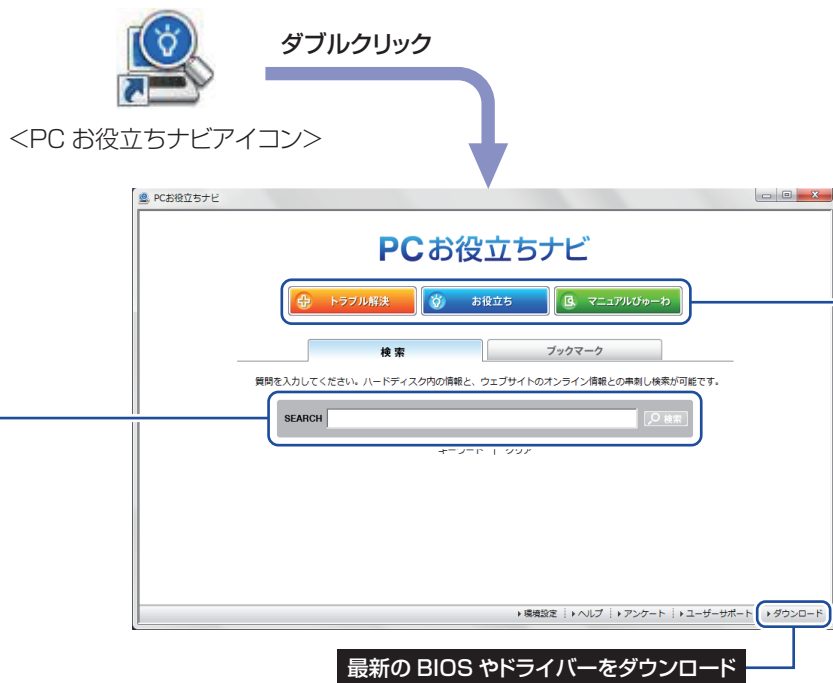 ダブルクリック
＜PC お役立ちナビアイコン＞
PCお役立ちナビ
PCお役立ちナビ
トラブル解決 お役立ち マニュアルびゅーわ
検索 ブックマーク
質問を入力してください。ハードディスク内の情報と、ウェブサイトのオンライン情報との串刺し検索が可能です。
SEARCH 検索
キーワード | クリア
環境設定 ヘルプ アンケート ユーザーサポート ダウンロード
最新の BIOS やドライバーをダウンロード